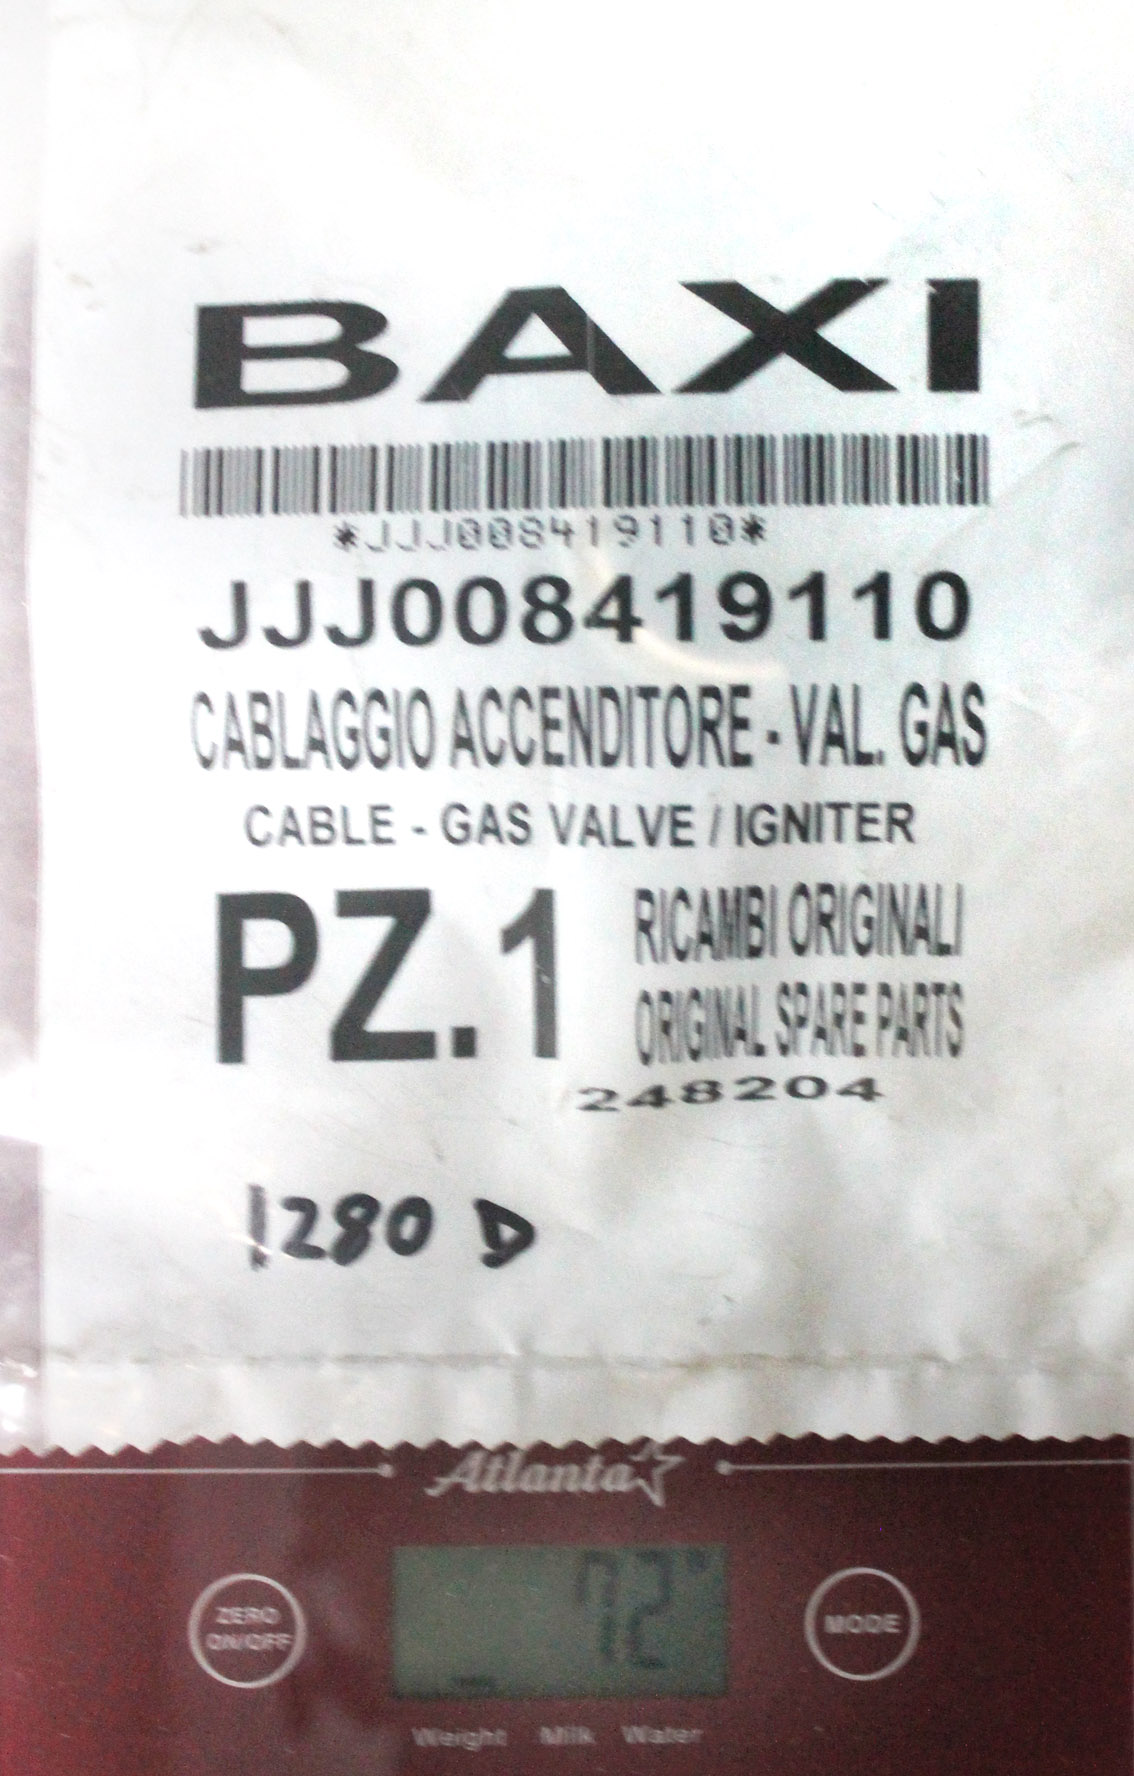 BAXI
*JJJ008419110*
JJJ008419110
CABLAGGIO ACCENDITORE - VAL. GAS
CABLE - GAS VALVE / IGNITER
PZ.1
RICAMBI ORIGINALI
ORIGINAL SPARE PARTS
248204
1280 D
Atlanta
ZERO
ON/OFF
72
MODE
Weight Milk Water